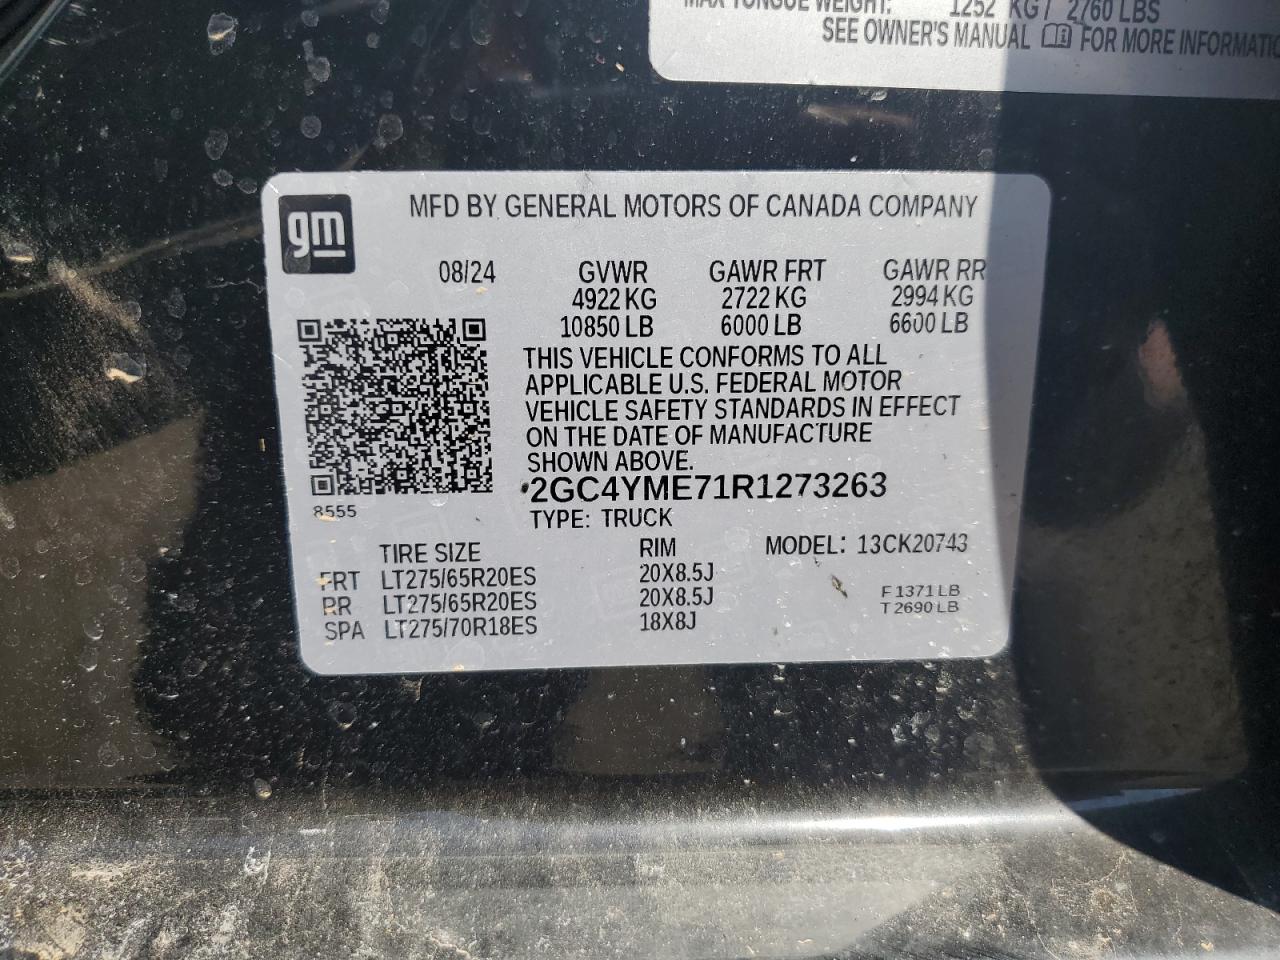 MAX TONGUE WEIGHT: 1252 KG / 2760 LBS
SEE OWNER'S MANUAL FOR MORE INFORMATIO
gm
MFD BY GENERAL MOTORS OF CANADA COMPANY
08/24 GVWR GAWR FRT GAWR RR
4922 KG 2722 KG 2994 KG
10850 LB 6000 LB 6600 LB
THIS VEHICLE CONFORMS TO ALL
APPLICABLE U.S. FEDERAL MOTOR
VEHICLE SAFETY STANDARDS IN EFFECT
ON THE DATE OF MANUFACTURE
SHOWN ABOVE.
2GC4YME71R1273263
8555
TYPE: TRUCK
TIRE SIZE RIM MODEL: 13CK20743
FRT LT275/65R20ES 20X8.5J
RR LT275/65R20ES 20X8.5J
SPA LT275/70R18ES 18X8J
F 1371 LB
T 2690 LB